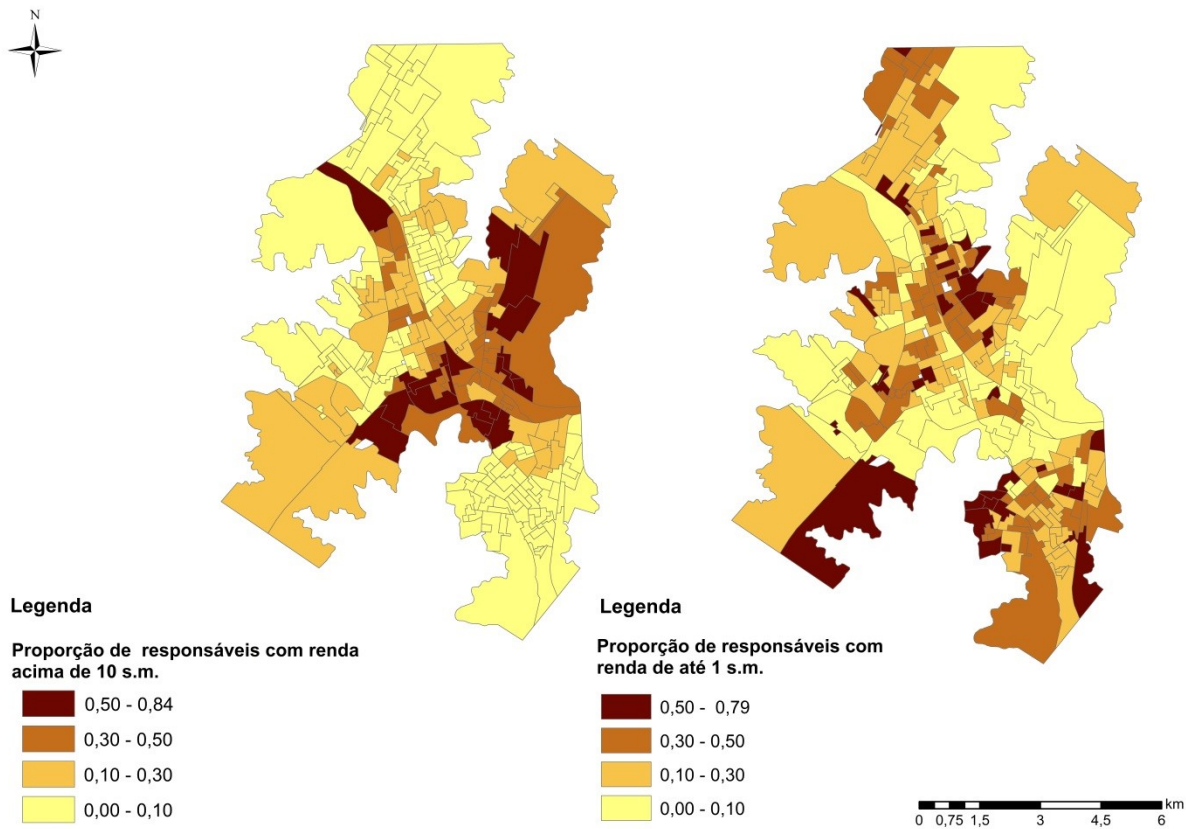 N
Legenda
Proporção de responsáveis com renda
acima de 10 s.m.
0,50 - 0,84
0,30 - 0,50
0,10 - 0,30
0,00 - 0,10
Legenda
Proporção de responsáveis com
renda de até 1 s.m.
0,50 - 0,79
0,30 - 0,50
0,10 - 0,30
0,00 - 0,10
km
0 0,75 1,5 3 4,5 6